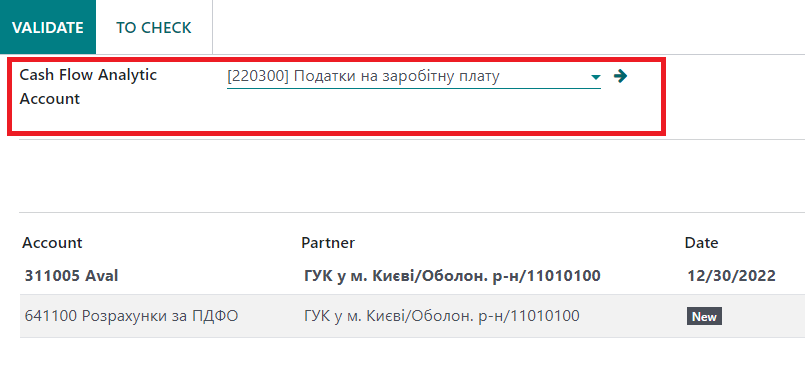 VALIDATE TO CHECK
Cash Flow Analytic Account [220300] Податки на заробітну плату
Account Partner Date
311005 Aval ГУК у м. Києві/Оболон. р-н/11010100 12/30/2022
641100 Розрахунки за ПДФО ГУК у м. Києві/Оболон. р-н/11010100 New